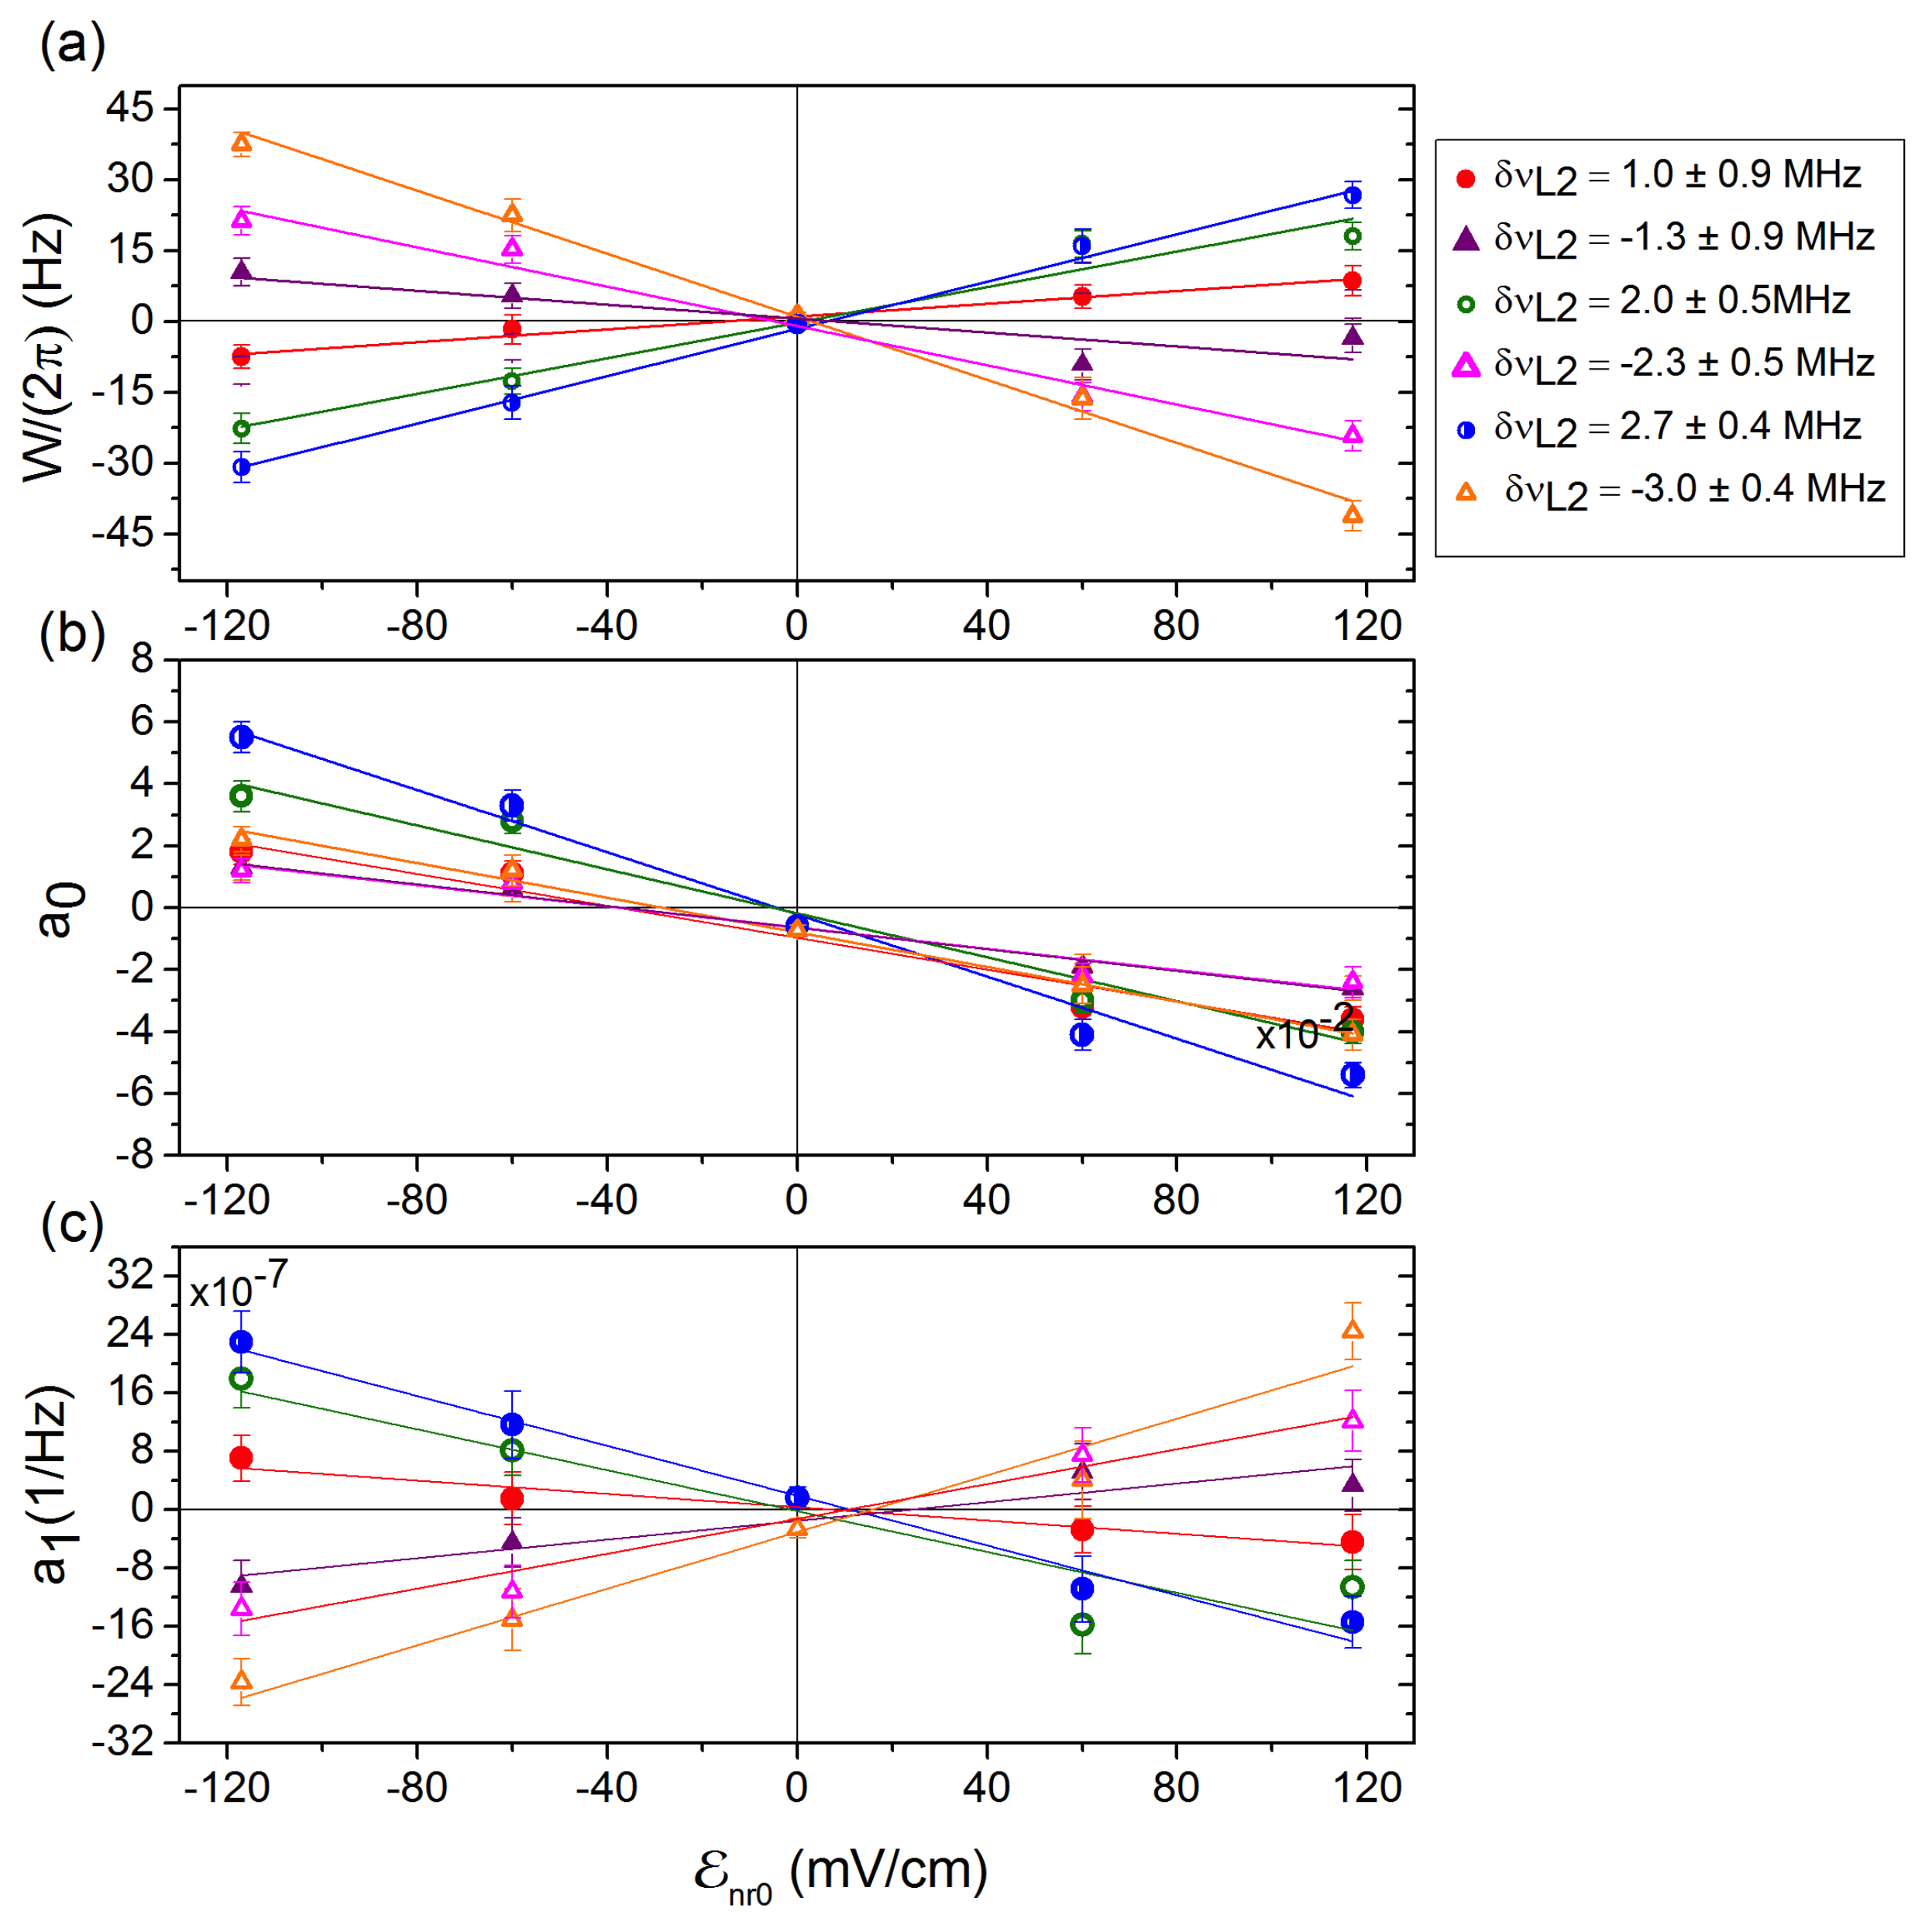 (a)
45
30
15
0
-15
-30
-45
W/(2π) (Hz)
-120 -80 -40 0 40 80 120
δνL2 = 1.0 ± 0.9 MHz
δνL2 = -1.3 ± 0.9 MHz
δνL2 = 2.0 ± 0.5MHz
δνL2 = -2.3 ± 0.5 MHz
δνL2 = 2.7 ± 0.4 MHz
δνL2 = -3.0 ± 0.4 MHz
(b)
8
6
4
2
0
-2
-4
-6
-8
a0
x10-2
-120 -80 -40 0 40 80 120
(c)
x10-7
32
24
16
8
0
-8
-16
-24
-32
a1(1/Hz)
-120 -80 -40 0 40 80 120
ℰnr0 (mV/cm)